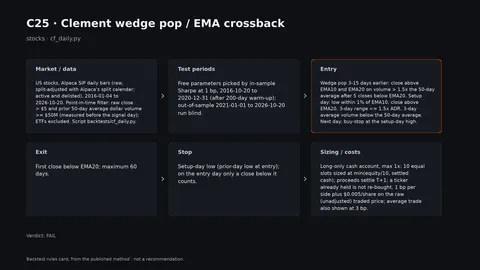 C25 · Clement wedge pop / EMA crossback
stocks · cf_daily.py
Market / data
US stocks, Alpaca SIP daily bars (raw,
split-adjusted with Alpaca's split calendar;
active and delisted), 2016-01-04 to
2026-10-20. Point-in-time filter: raw close
> $5 and prior 50-day average dollar volume
>= $50M (measured before the signal day);
ETFs excluded. Script backtests/cf_daily.py.
Test periods
Free parameters picked by in-sample
Sharpe at 1 bp, 2016-01-04 to
2020-12-31 (after 200-day warm-up);
out-of-sample 2021-01-01 to 2026-10-20
run blind.
Entry
Wedge pop 3-15 days earlier: close above
EMA10 and EMA20 on volume > 1.5x the 50-day
average after 5 closes below EMA20. Setup
day: low within 1% of EMA10, close above
EMA20, 3-day range <= 1.5x ADR, 3-day
average volume below the 50-day average.
Next day: buy-stop at the setup-day high.
Exit
First close below EMA20; maximum 60
days.
Stop
Setup-day low (prior-day low at entry);
on the entry day only a close below it
counts.
Sizing / costs
Long-only cash account, max 1x: 10 equal
slots sized at min(equity/10, settled
cash); proceeds settle T+1; a ticker
already held is not re-bought. 1 bp per
side plus $0.005/share on the raw
(unadjusted) traded price; average trade
also shown at 3 bp.
Verdict: FAIL
Backtest rules card, from the published method · not a recommendation